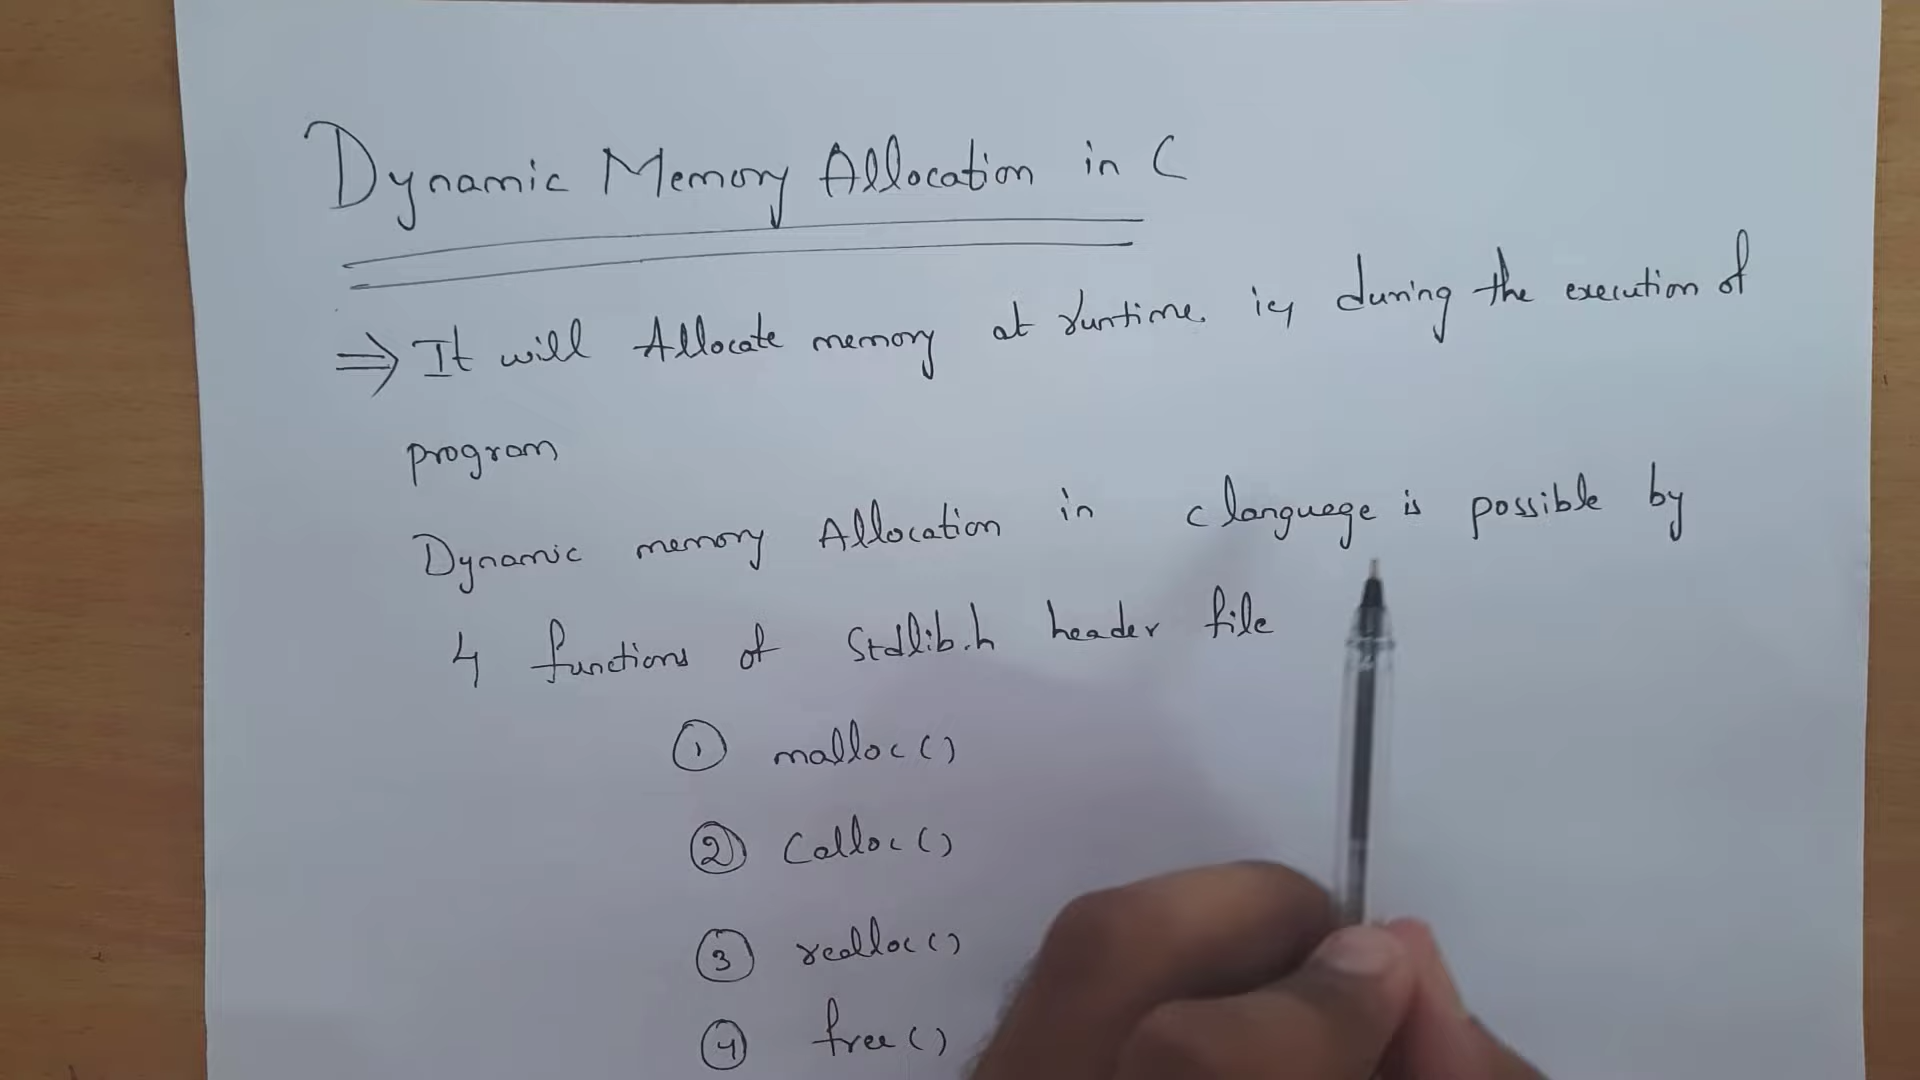 Dynamic Memory Allocation in C
⇒ It will Allocate memory at runtime. ie, during the execution of
program
Dynamic memory Allocation in c language is possible by
4 functions of Stdlib.h header file
① malloc()
② Calloc()
③ realloc()
④ free()